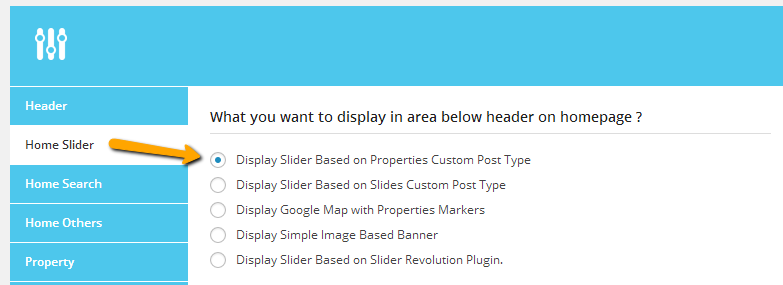 Header
Home Slider
Home Search
Home Others
Property
What you want to display in area below header on homepage ?
Display Slider Based on Properties Custom Post Type
Display Slider Based on Slides Custom Post Type
Display Google Map with Properties Markers
Display Simple Image Based Banner
Display Slider Based on Slider Revolution Plugin.